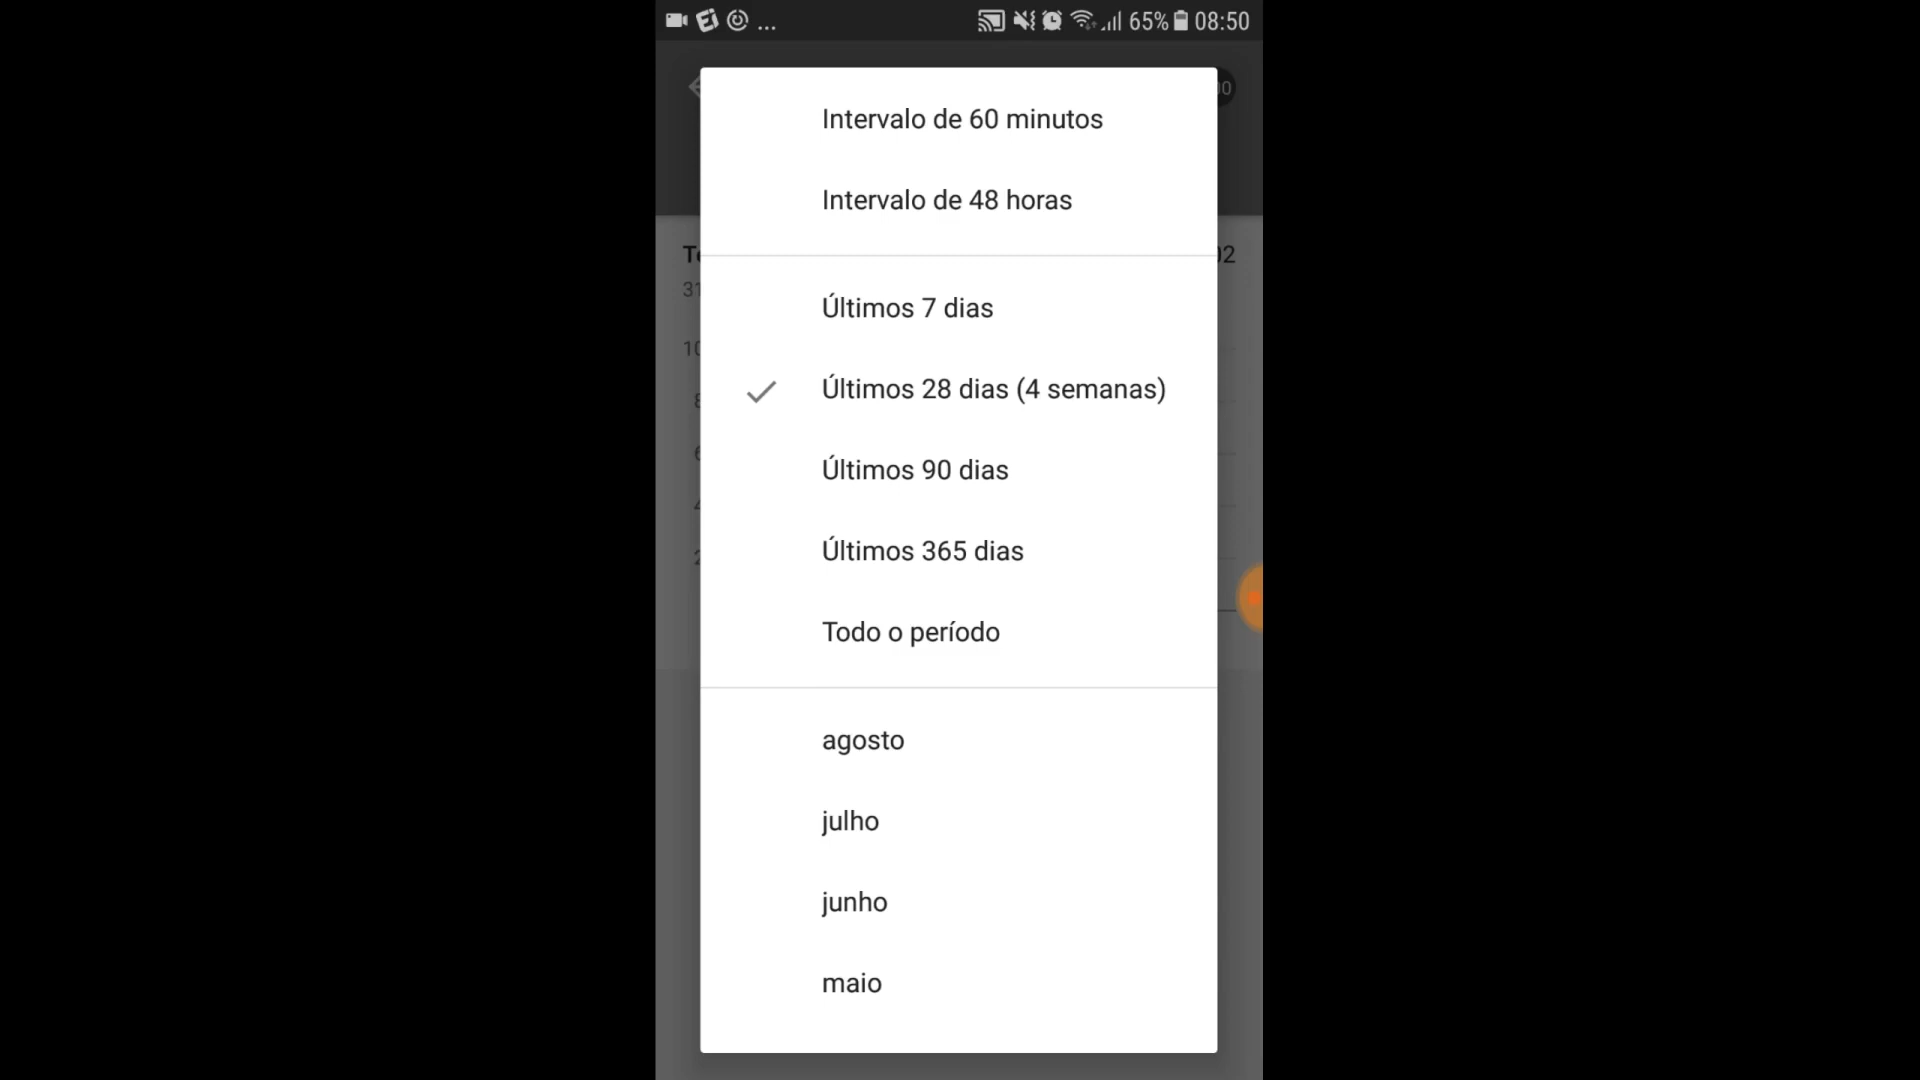 65% 08:50
Intervalo de 60 minutos
Intervalo de 48 horas
Últimos 7 dias
Últimos 28 dias (4 semanas)
Últimos 90 dias
Últimos 365 dias
Todo o período
agosto
julho
junho
maio